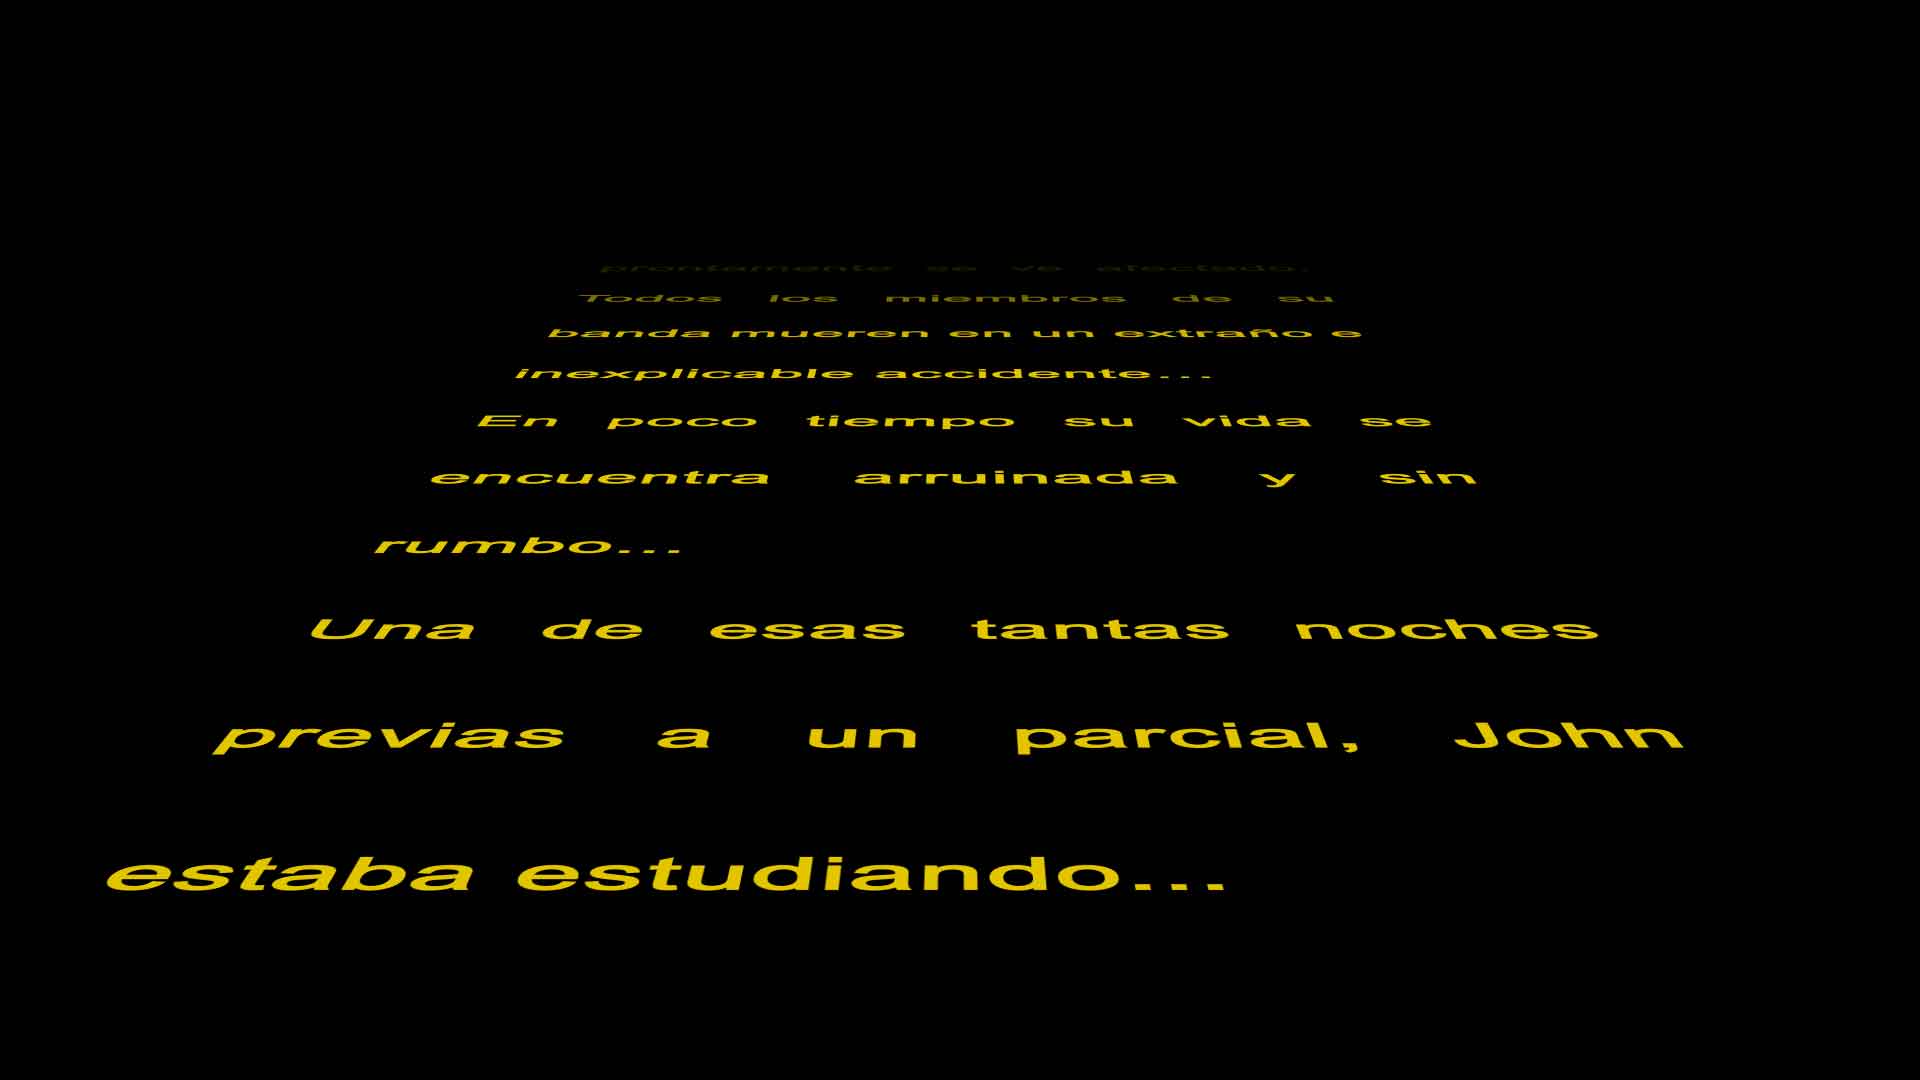 prontamente se ve afectado.
Todos los miembros de su
banda mueren en un extraño e
inexplicable accidente...
En poco tiempo su vida se
encuentra arruinada y sin
rumbo...
Una de esas tantas noches
previas a un parcial, John
estaba estudiando...